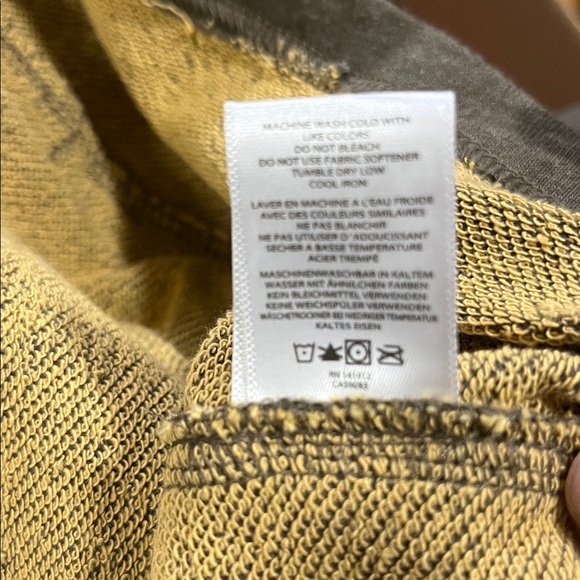 MACHINE WASH COLD WITH
LIKE COLORS
DO NOT BLEACH
DO NOT USE FABRIC SOFTENER
TUMBLE DRY LOW
COOL IRON
LAVER EN MACHINE A L'EAU FROIDE
AVEC DES COULEURS SIMILAIRES
NE PAS BLANCHIR
NE PAS UTILISER D'ADOUCISSANT
SÉCHER A BASSE TEMPERATURE
ACIER TREMPÉ
MASCHINENWASCHBAR IN KALTEM
WASSER MIT ÄHNLICHEN FARBEN
KEIN BLEICHMITTEL VERWENDEN
KEINE WEICHSPÜLER VERWENDEN
WÄSCHETROCKNER BEI NIEDRIGER TEMPERATUR
KALTES EISEN
RN 141912